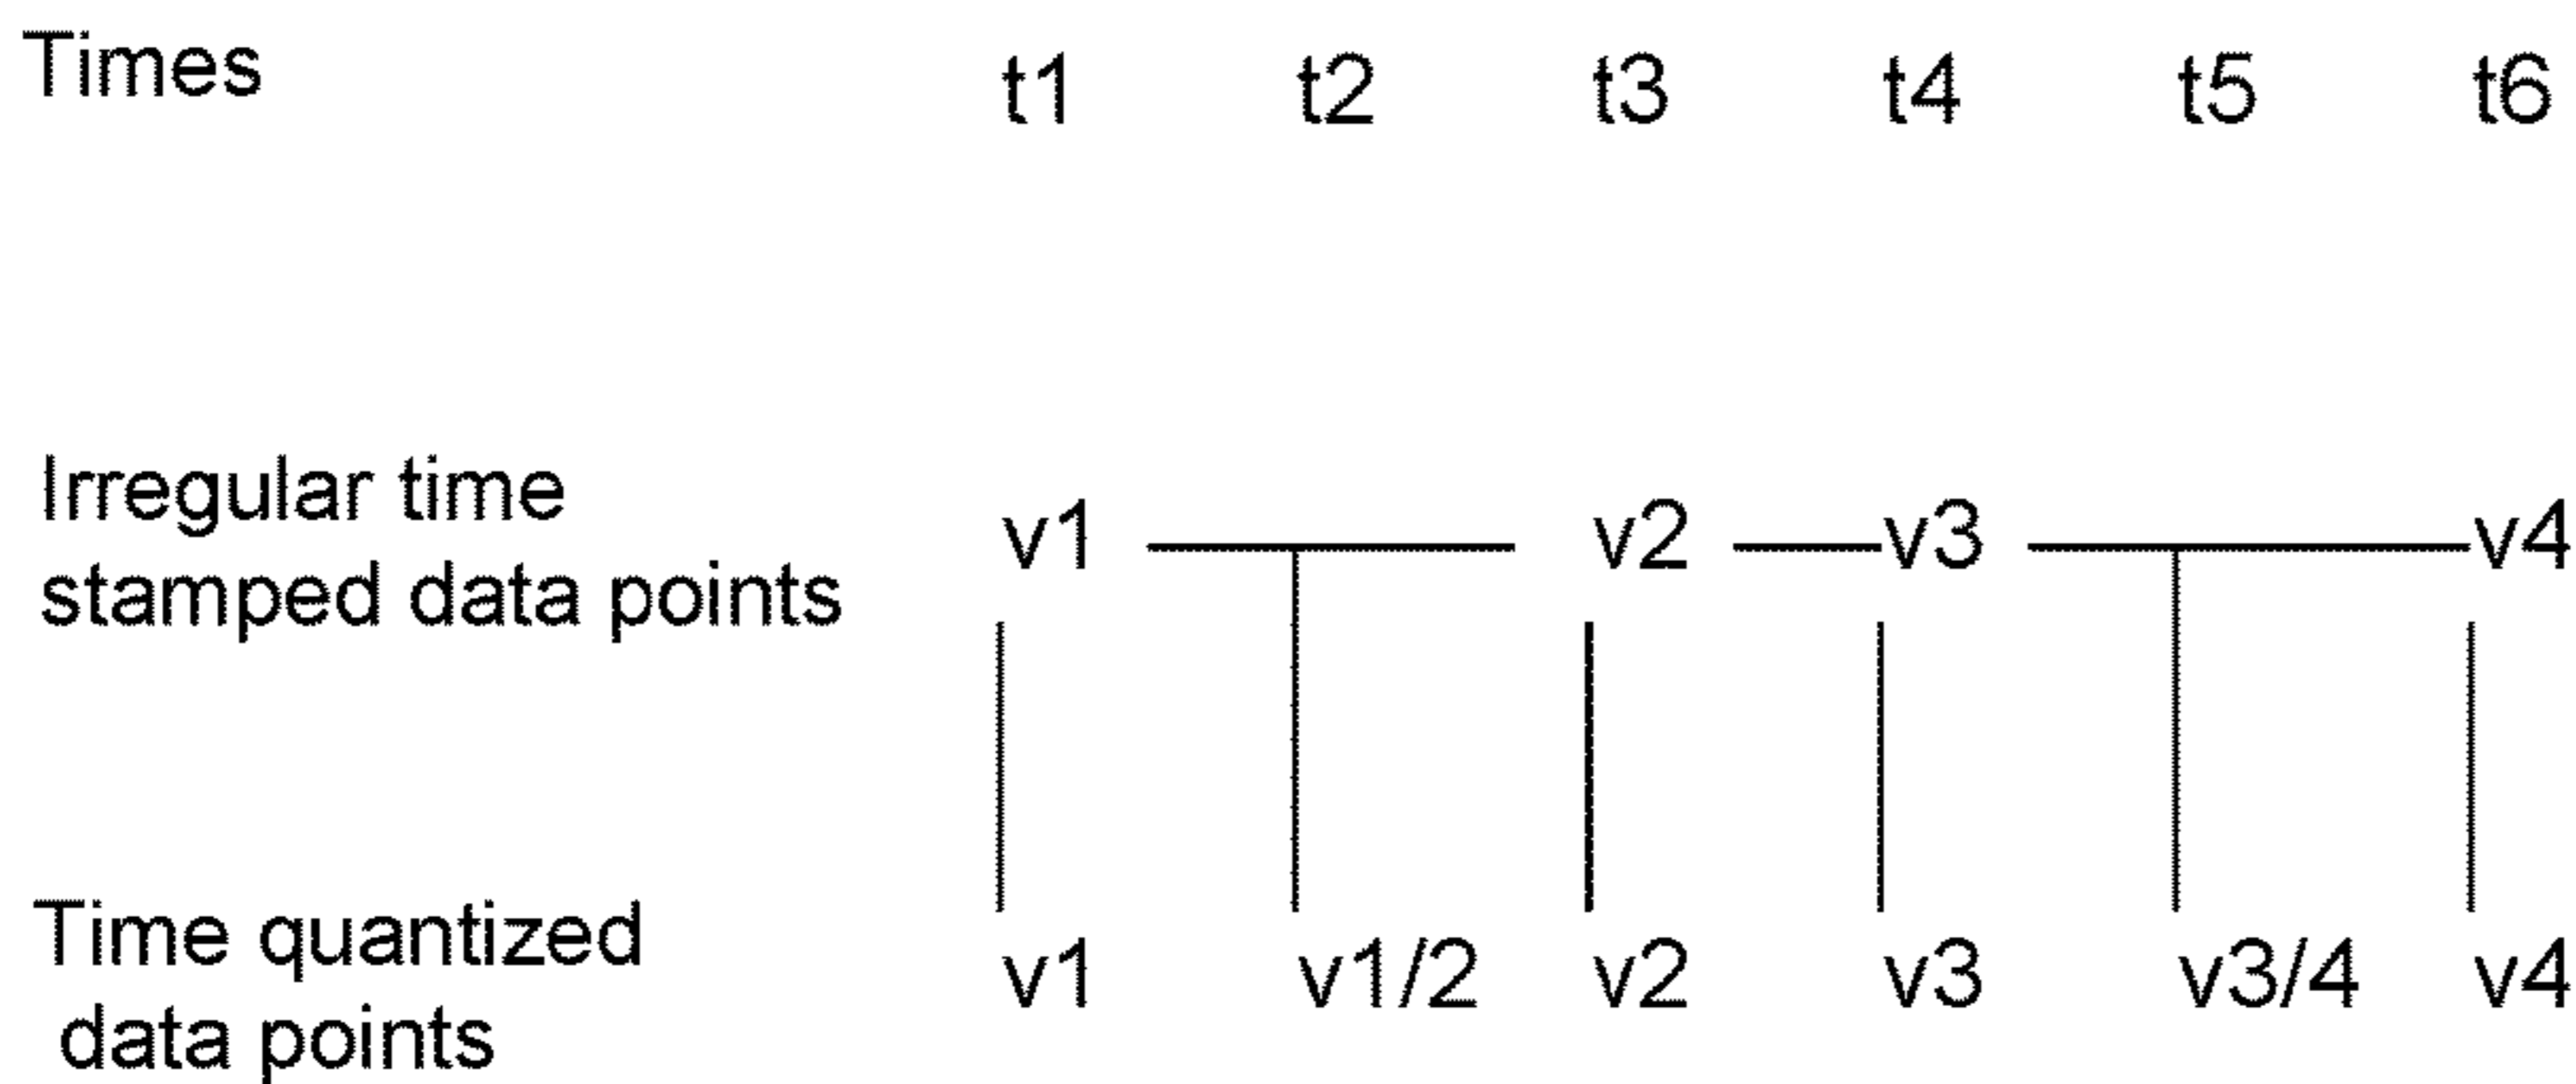 Times t1 t2 t3 t4 t5 t6
Irregular time
stamped data points
v1 v2 v3 v4
Time quantized
data points
v1 v1/2 v2 v3 v3/4 v4